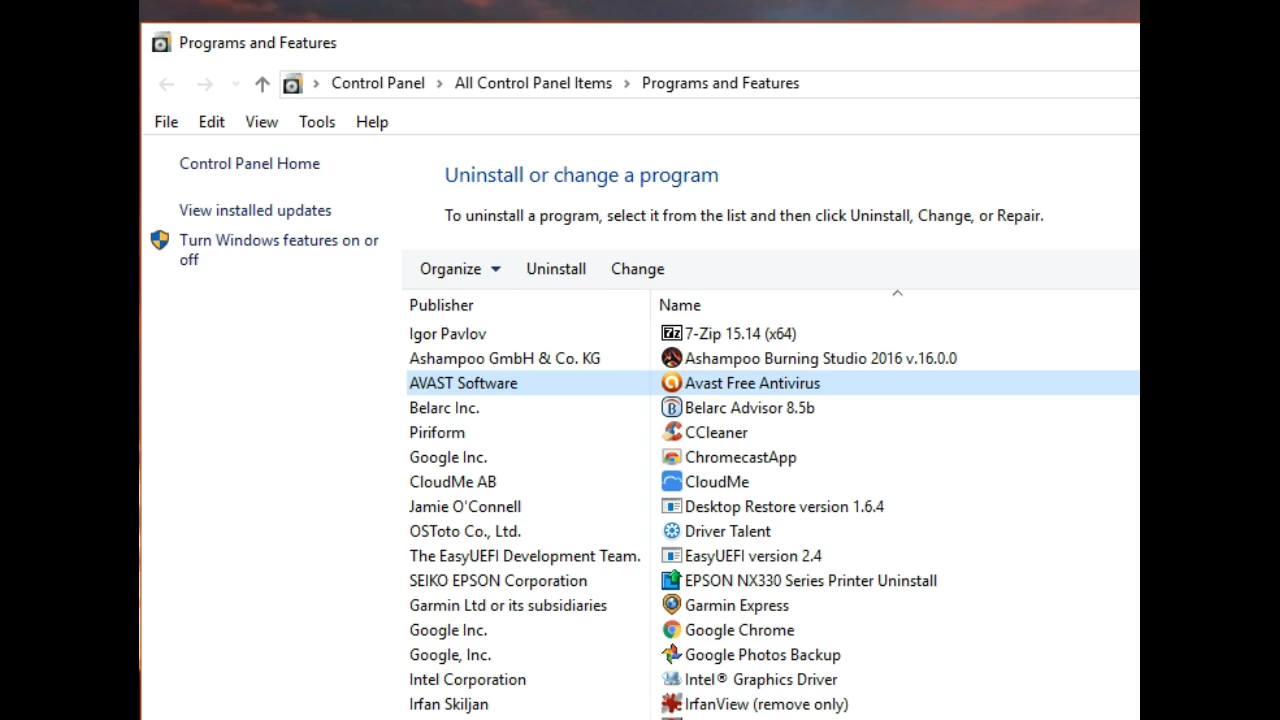 Programs and Features
Control Panel > All Control Panel Items > Programs and Features
File Edit View Tools Help
Control Panel Home
View installed updates
Turn Windows features on or
off
Uninstall or change a program
To uninstall a program, select it from the list and then click Uninstall, Change, or Repair.
Organize Uninstall Change
Publisher Name
Igor Pavlov 7-Zip 15.14 (x64)
Ashampoo GmbH & Co. KG Ashampoo Burning Studio 2016 v.16.0.0
AVAST Software Avast Free Antivirus
Belarc Inc. Belarc Advisor 8.5b
Piriform CCleaner
Google Inc. ChromecastApp
CloudMe AB CloudMe
Jamie O'Connell Desktop Restore version 1.6.4
OSToto Co., Ltd. Driver Talent
The EasyUEFI Development Team. EasyUEFI version 2.4
SEIKO EPSON Corporation EPSON NX330 Series Printer Uninstall
Garmin Ltd or its subsidiaries Garmin Express
Google Inc. Google Chrome
Google, Inc. Google Photos Backup
Intel Corporation Intel® Graphics Driver
Irfan Skiljan IrfanView (remove only)